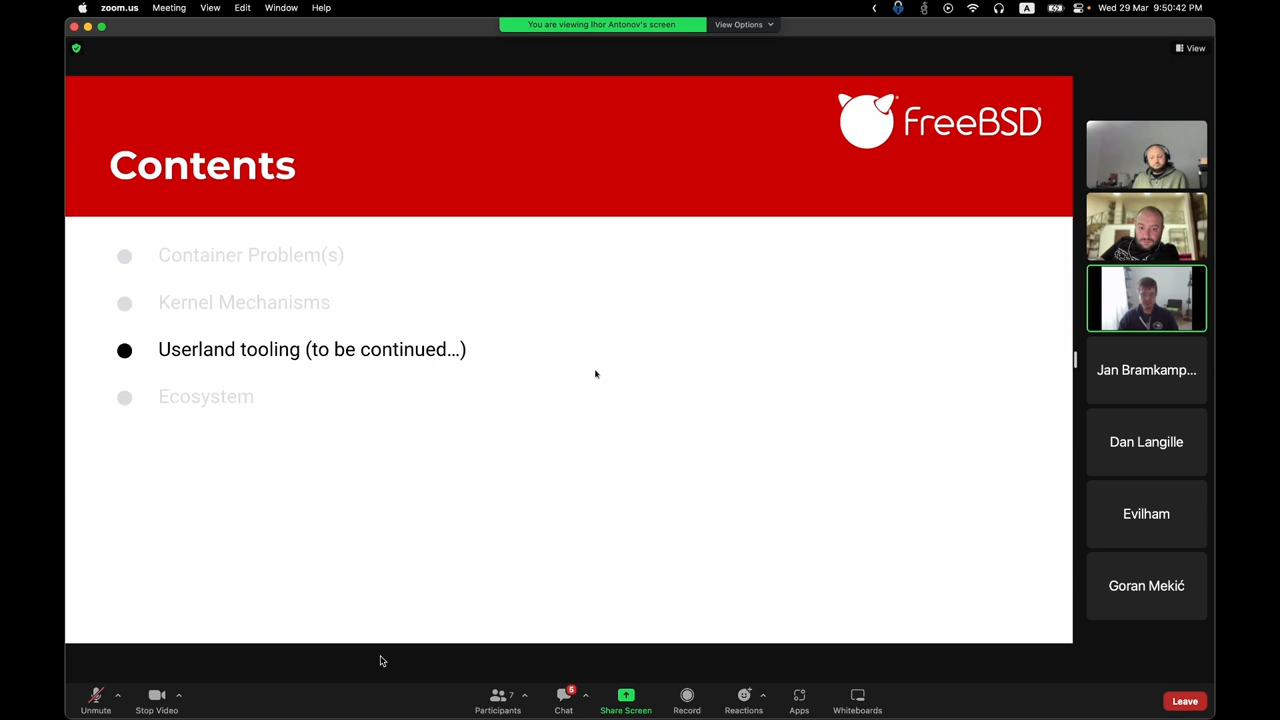 zoom.us Meeting View Edit Window Help
A
Wed 29 Mar 9:50:42 PM
You are viewing Ihor Antonov's screen
View Options
View
FreeBSD
Contents
Container Problem(s)
Kernel Mechanisms
Userland tooling (to be continued...)
Ecosystem
Jan Bramkamp...
Dan Langille
Evilham
Goran Mekić
Unmute
Stop Video
7
Participants
5
Chat
Share Screen
Record
Reactions
Apps
Whiteboards
Leave